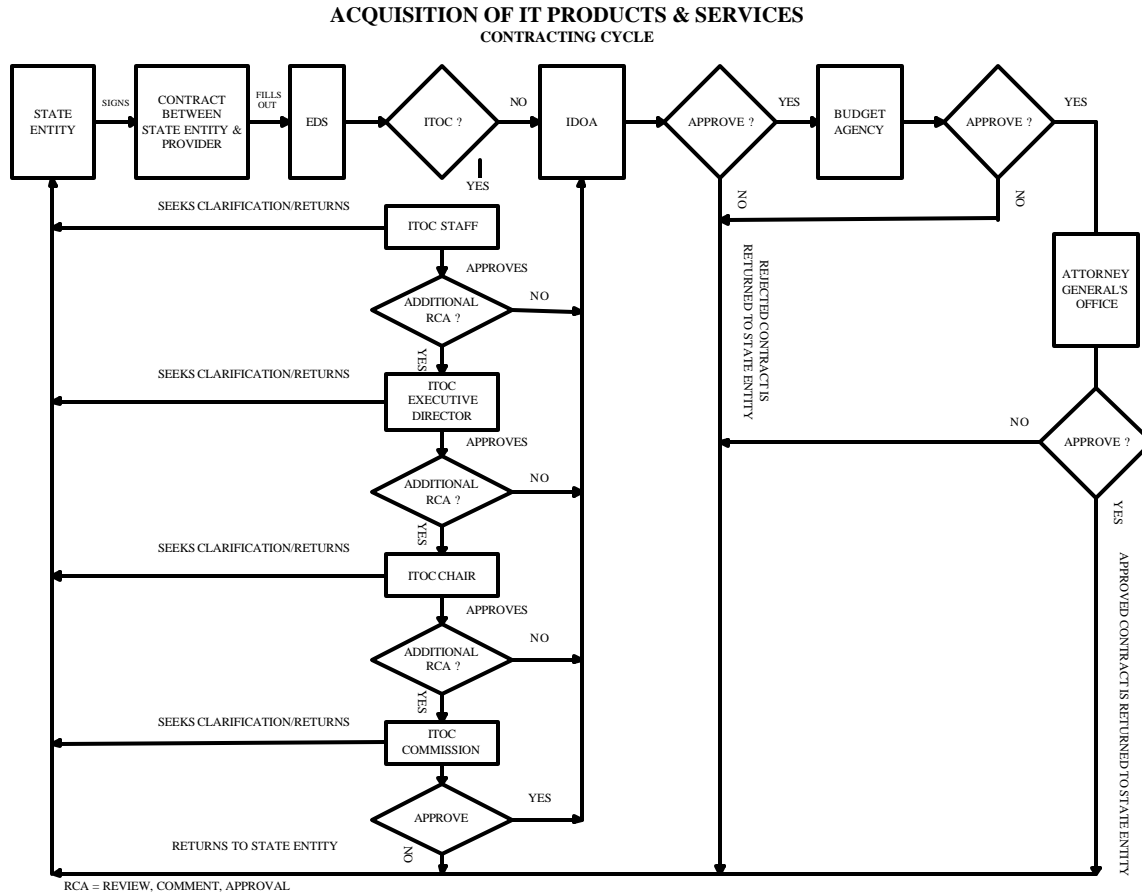 ACQUISITION OF IT PRODUCTS & SERVICES
CONTRACTING CYCLE
STATE
ENTITY
SIGNS
CONTRACT
BETWEEN
STATE ENTITY &
PROVIDER
FILLS
OUT
EDS
ITOC ?
NO
YES
IDOA
APPROVE ?
YES
NO
BUDGET
AGENCY
APPROVE ?
YES
NO
SEEKS CLARIFICATION/RETURNS
ITOC STAFF
APPROVES
ADDITIONAL
RCA ?
NO
YES
REJECTED CONTRACT IS
RETURNED TO STATE ENTITY
ATTORNEY
GENERAL'S
OFFICE
SEEKS CLARIFICATION/RETURNS
ITOC
EXECUTIVE
DIRECTOR
APPROVES
NO
APPROVE ?
YES
ADDITIONAL
RCA ?
NO
YES
SEEKS CLARIFICATION/RETURNS
ITOC CHAIR
APPROVES
ADDITIONAL
RCA ?
NO
YES
APPROVED CONTRACT IS RETURNED TO STATE ENTITY
SEEKS CLARIFICATION/RETURNS
ITOC
COMMISSION
APPROVE
YES
NO
RETURNS TO STATE ENTITY
RCA = REVIEW, COMMENT, APPROVAL